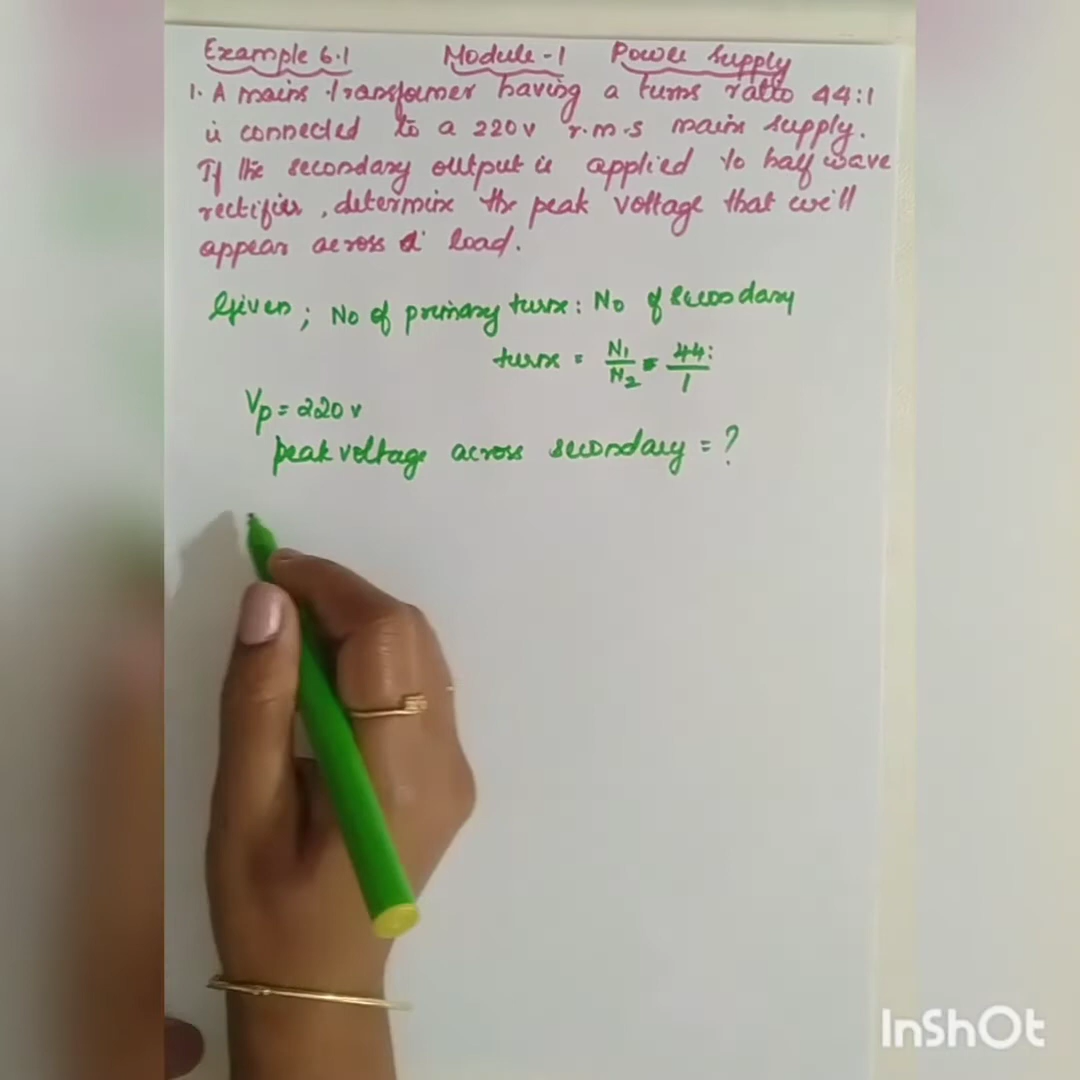 Example 6.1 Module-1 Power supply
1. A mains transformer having a turns ratio 44:1
is connected to a 220v r.m.s mains supply.
If the secondary output is applied to half wave
rectifier, determine the peak voltage that will
appear across a load.
Given; No of primary turns: No of secondary
turns = N1/N2 = 44:/1
Vp = 220v
peak voltage across secondary = ?
InShOt